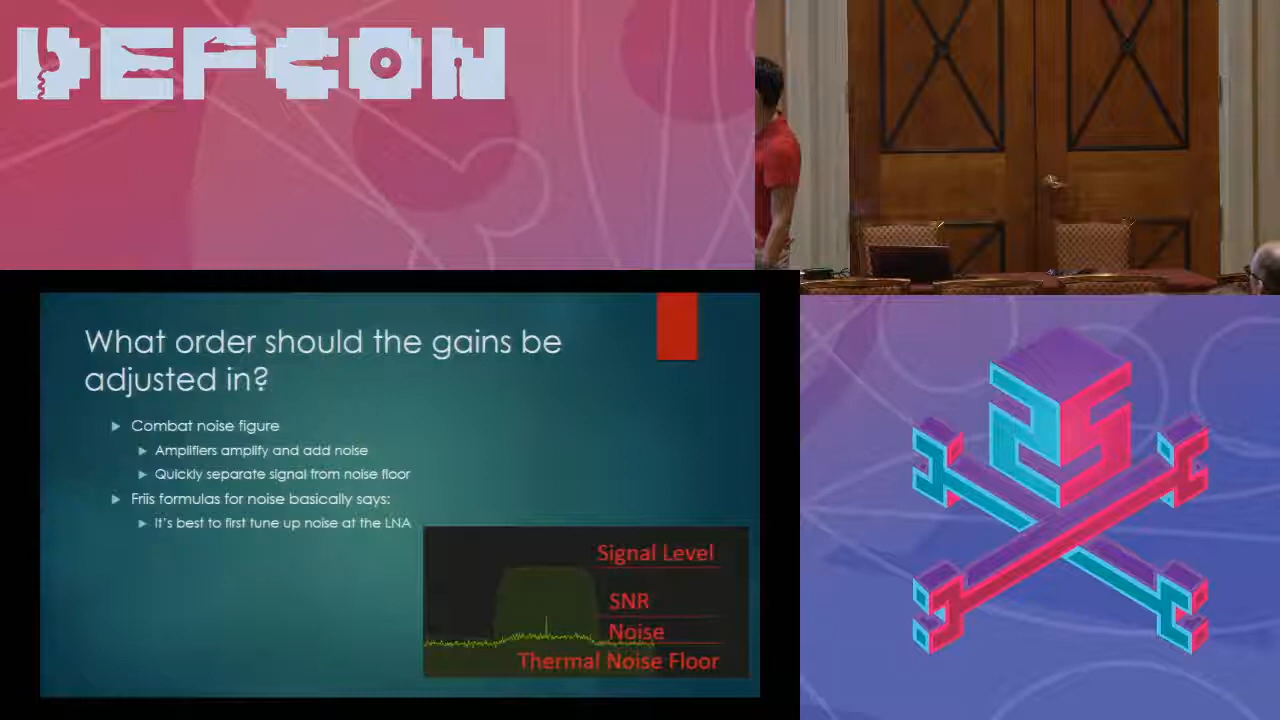 DEFCON
What order should the gains be
adjusted in?
Combat noise figure
Amplifiers amplify and add noise
Quickly separate signal from noise floor
Friis formulas for noise basically says:
It's best to first tune up noise at the LNA
Signal Level
SNR
Noise
Thermal Noise Floor
25